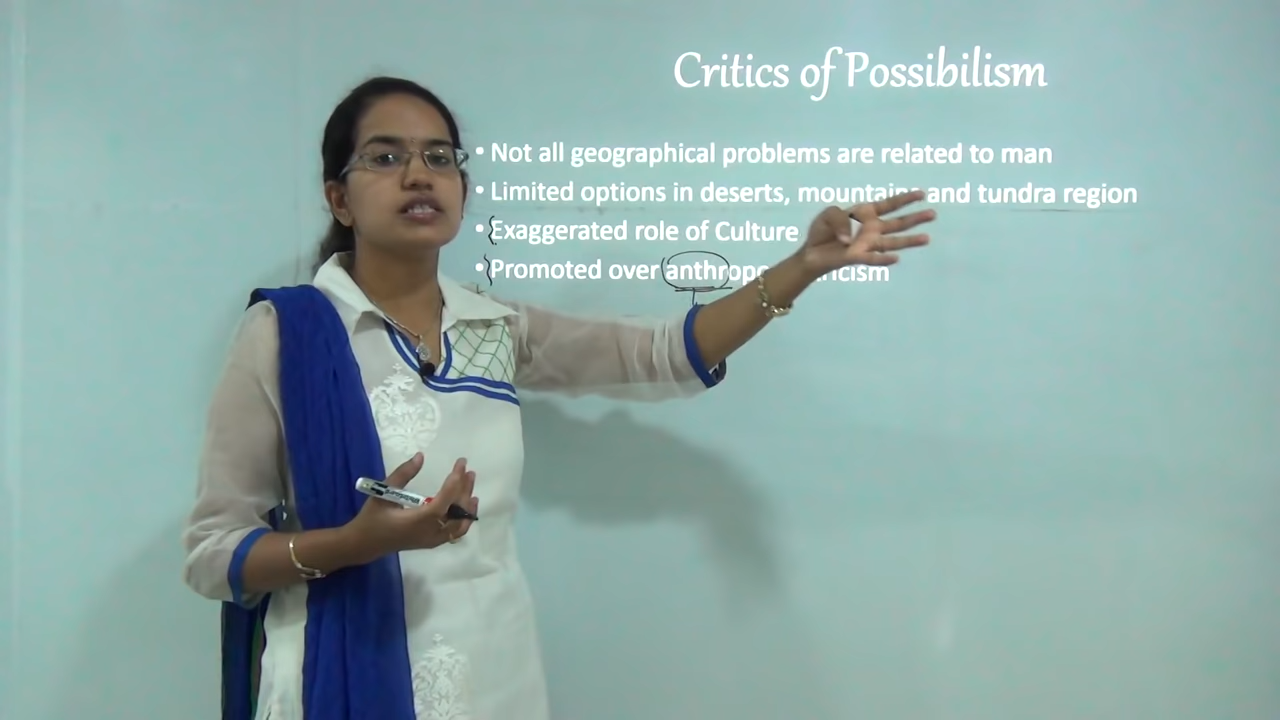 Critics of Possibilism
• Not all geographical problems are related to man
• Limited options in deserts, mountains and tundra region
• Exaggerated role of Culture
• Promoted over